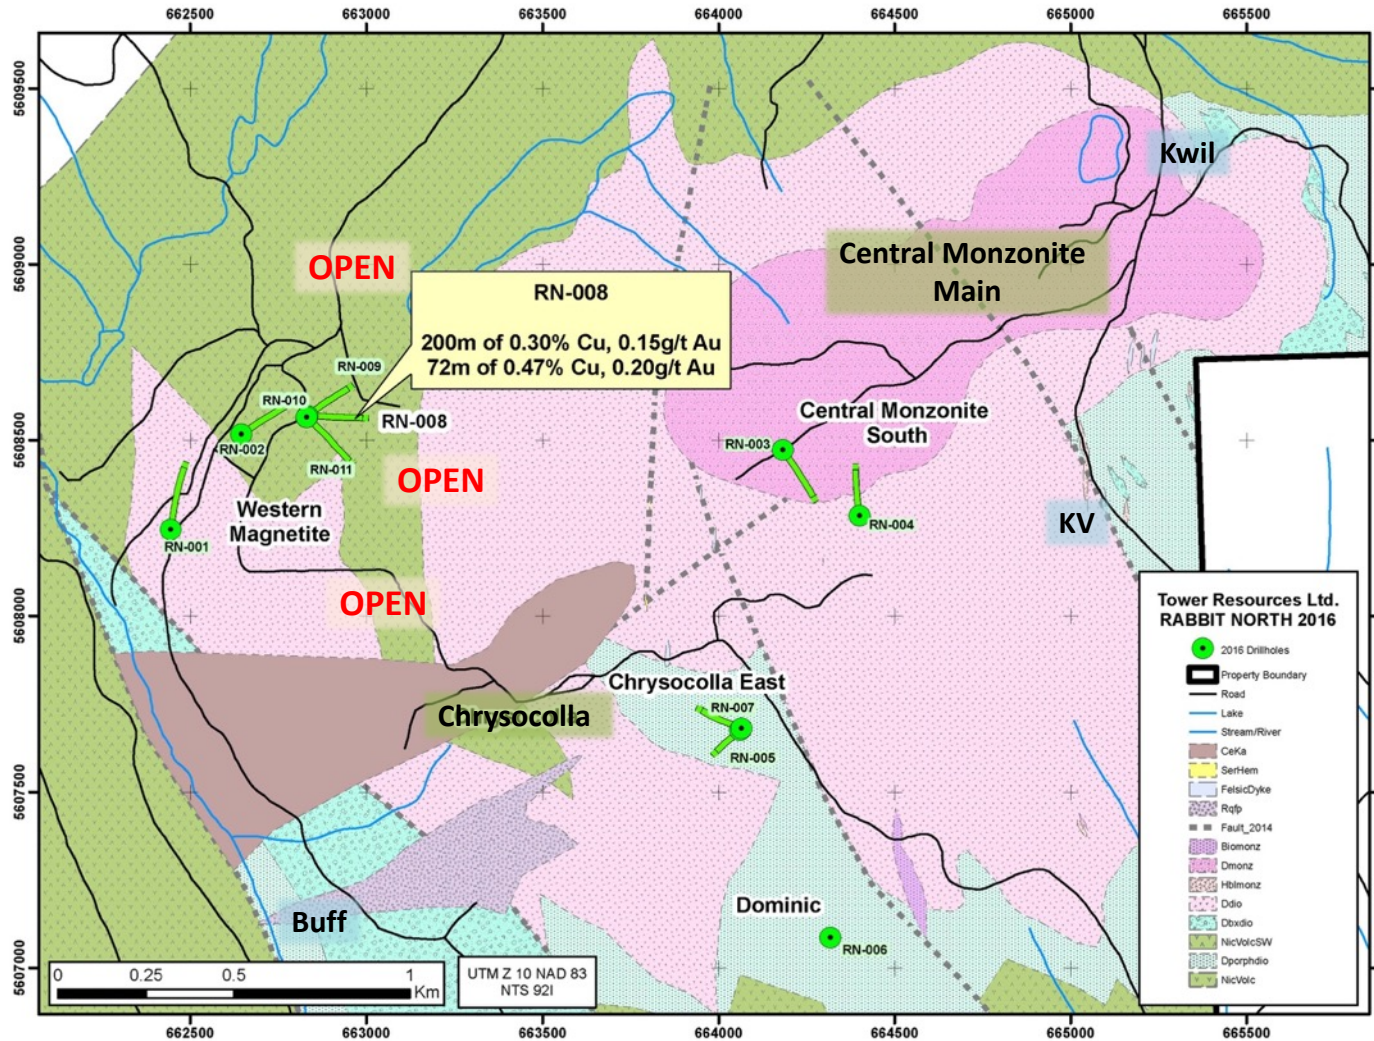 662500 663000 663500 664000 664500 665000 665500
5609500
5609000
5608500
5608000
5607500
5607000
Kwil
Central Monzonite
Main
OPEN
RN-008
200m of 0.30% Cu, 0.15g/t Au
72m of 0.47% Cu, 0.20g/t Au
RN-009
RN-010
RN-008
RN-002
RN-011
OPEN
Central Monzonite
South
RN-003
RN-004
Western
Magnetite
RN-001
KV
OPEN
Chrysocolla East
RN-007
RN-005
Chrysocolla
Dominic
RN-006
Buff
Tower Resources Ltd.
RABBIT NORTH 2016
2016 Drillholes
Property Boundary
Road
Lake
Stream/River
CeKa
SerHem
FelsicDyke
Rqfp
Fault_2014
Biomonz
Dmonz
Hblmonz
Ddio
Dbxdio
NicVolcSW
Dporphdio
NicVolc
0 0.25 0.5 1
Km
UTM Z 10 NAD 83
NTS 92I
662500 663000 663500 664000 664500 665000 665500
5609500
5609000
5608500
5608000
5607500
5607000